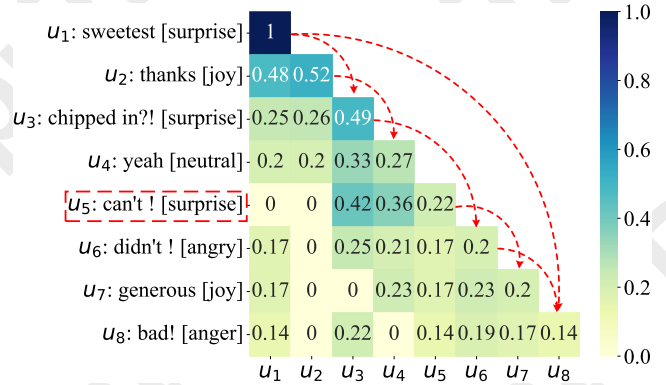 u1: sweetest [surprise] 1
u2: thanks [joy] 0.48 0.52
u3: chipped in?! [surprise] 0.25 0.26 0.49
u4: yeah [neutral] 0.2 0.2 0.33 0.27
u5: can't ! [surprise] 0 0 0.42 0.36 0.22
u6: didn't ! [angry] 0.17 0 0.25 0.21 0.17 0.2
u7: generous [joy] 0.17 0 0 0.23 0.17 0.23 0.2
u8: bad! [anger] 0.14 0 0.22 0 0.14 0.19 0.17 0.14
u1 u2 u3 u4 u5 u6 u7 u8
1.0
0.8
0.6
0.4
0.2
0.0